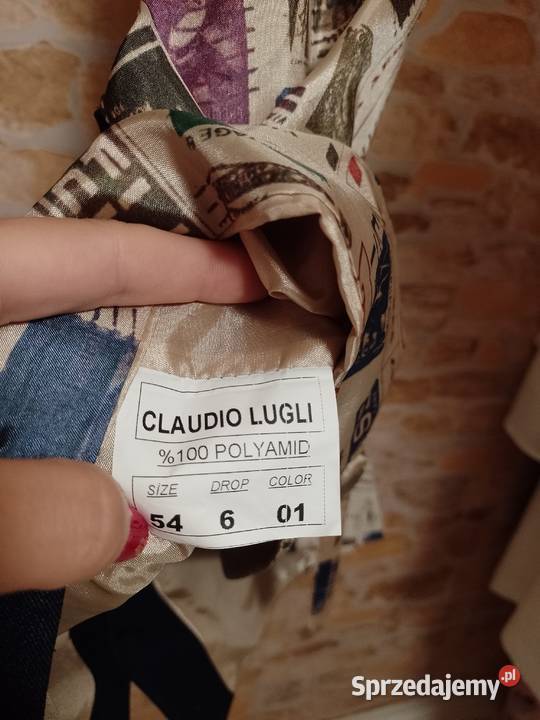 CLAUDIO LUGLI
%100 POLYAMID
SIZE DROP COLOR
54 6 01
Sprzedajemy.pl